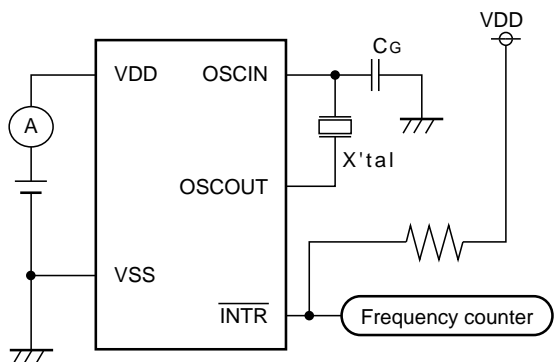 VDD
VDD
OSCIN
CG
A
X'tal
OSCOUT
VSS
INTR
Frequency counter